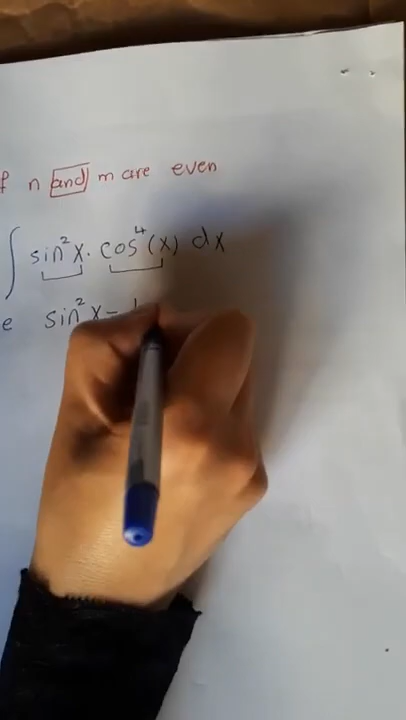 f n and m are even
∫ sin²x · cos⁴(x) dx
e sin²x =